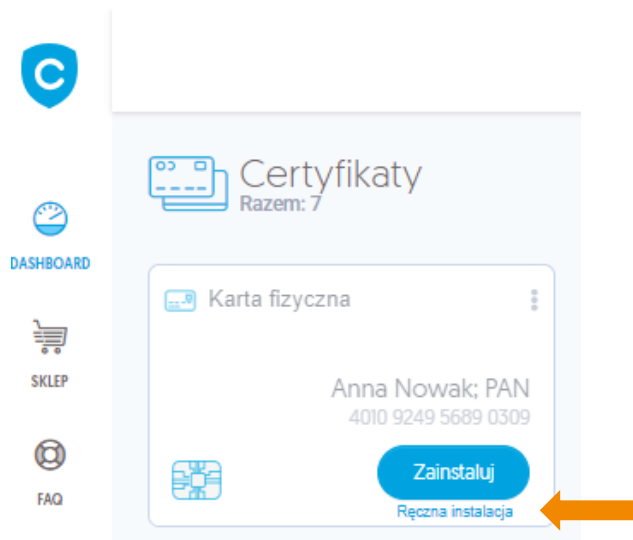 C
Certyfikaty
Razem: 7
DASHBOARD
SKLEP
FAQ
Karta fizyczna
Anna Nowak; PAN
4010 9249 5689 0309
Zainstaluj
Ręczna instalacja